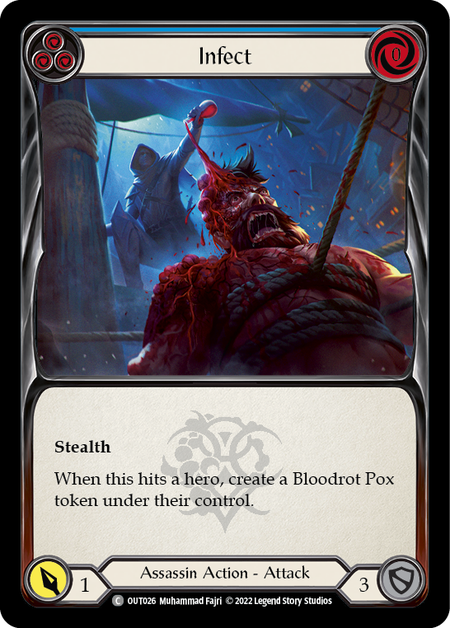 Infect
0
Stealth
When this hits a hero, create a Bloodrot Pox
token under their control.
1
Assassin Action - Attack
3
C OUT026 Muhammad Fajri © 2022 Legend Story Studios